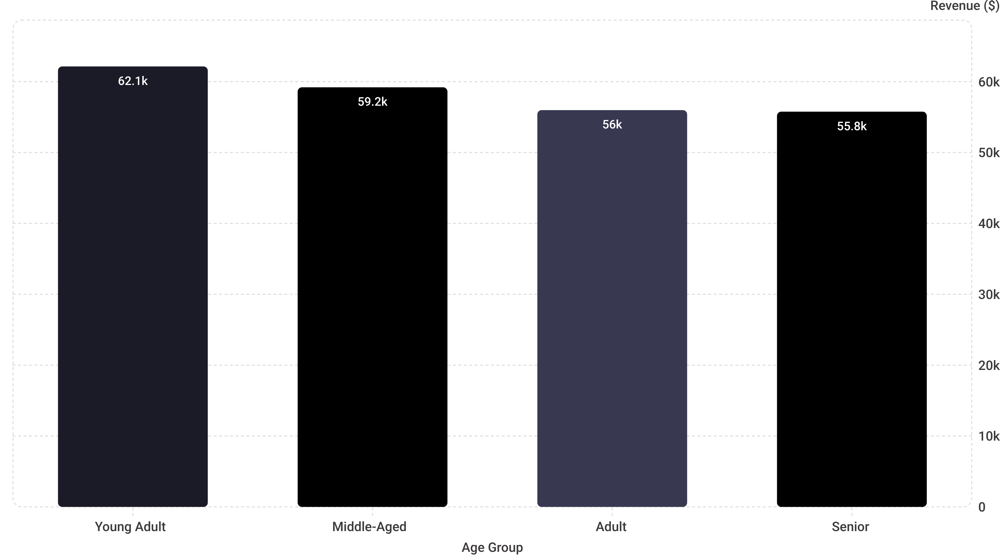 Revenue ($)
62.1k
60k
59.2k
56k
55.8k
50k
40k
30k
20k
10k
0
Young Adult
Middle-Aged
Adult
Senior
Age Group